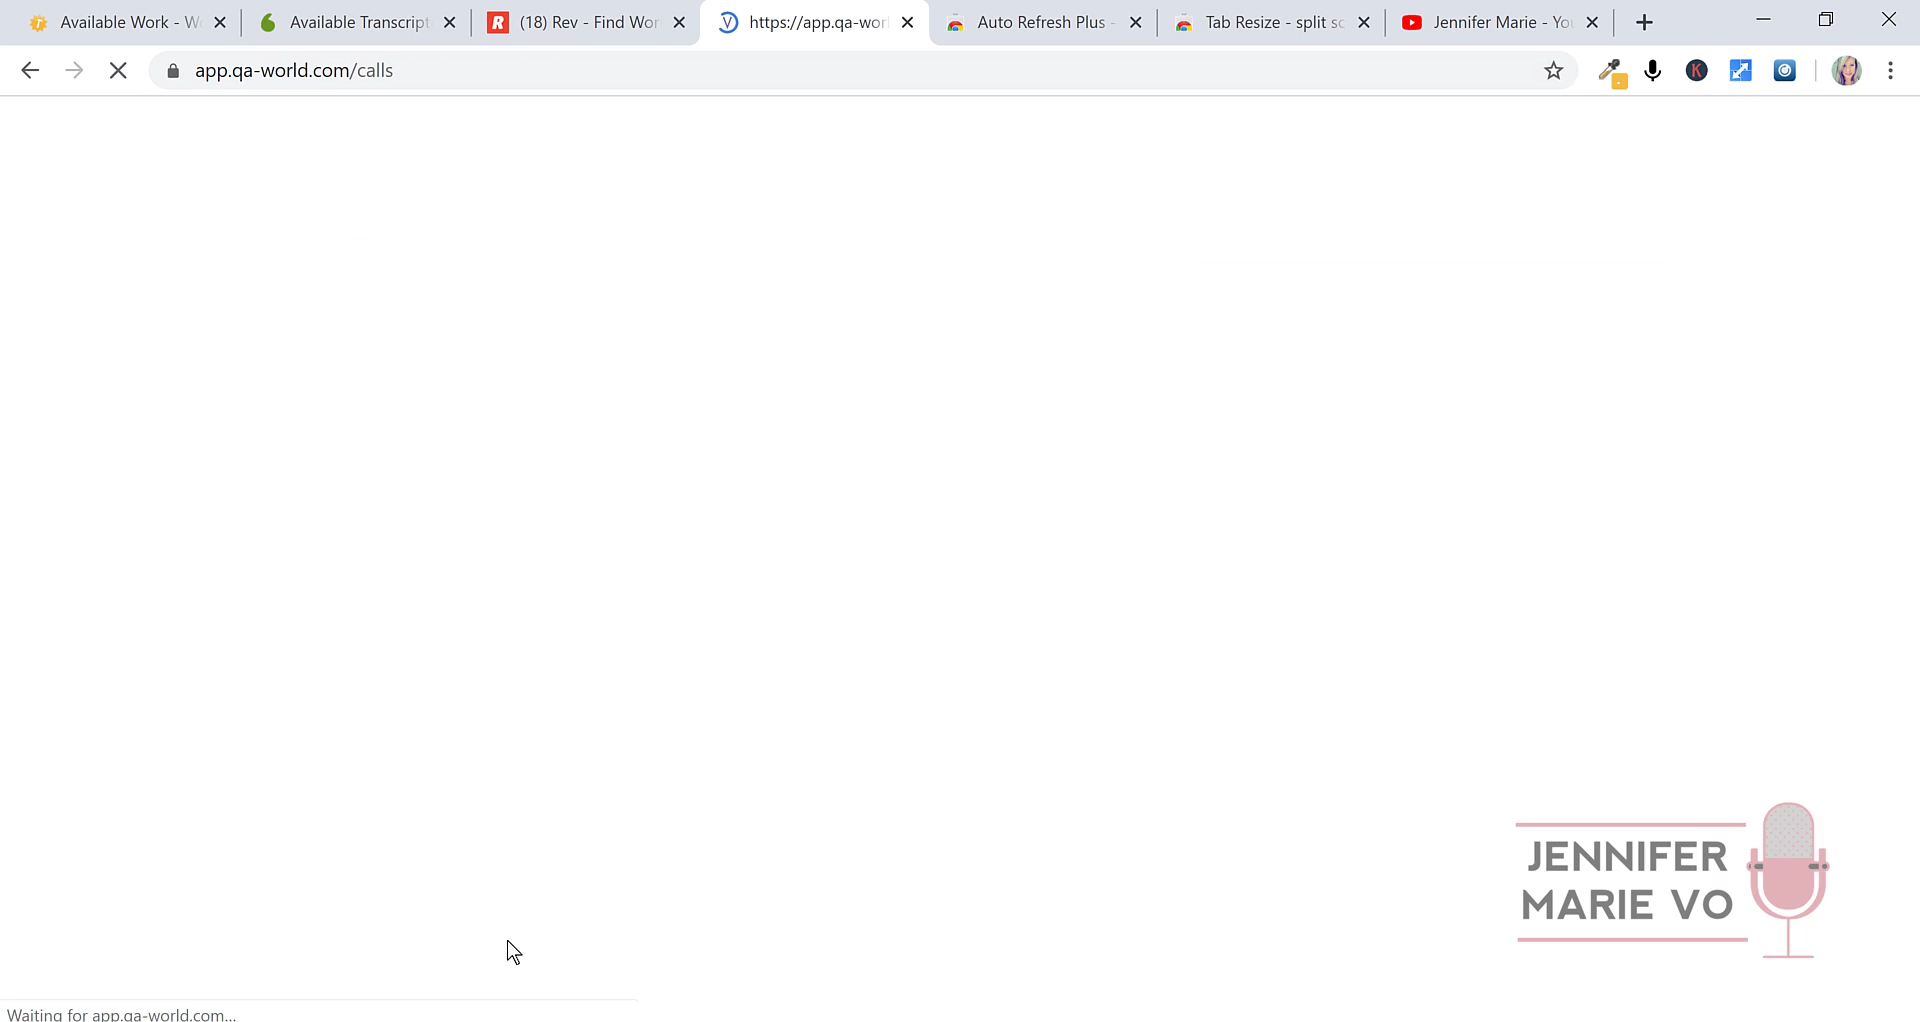 Available Work - W
Available Transcript
(18) Rev - Find Wor
https://app.qa-worl
Auto Refresh Plus -
Tab Resize - split sc
Jennifer Marie - You
app.qa-world.com/calls
K
JENNIFER
MARIE VO
Waiting for app.qa-world.com...